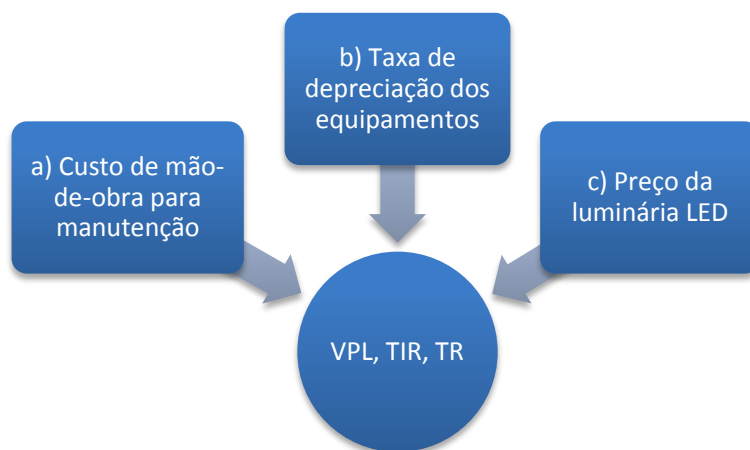 b) Taxa de
depreciação dos
equipamentos
a) Custo de mão-
de-obra para
manutenção
c) Preço da
luminária LED
VPL, TIR, TR